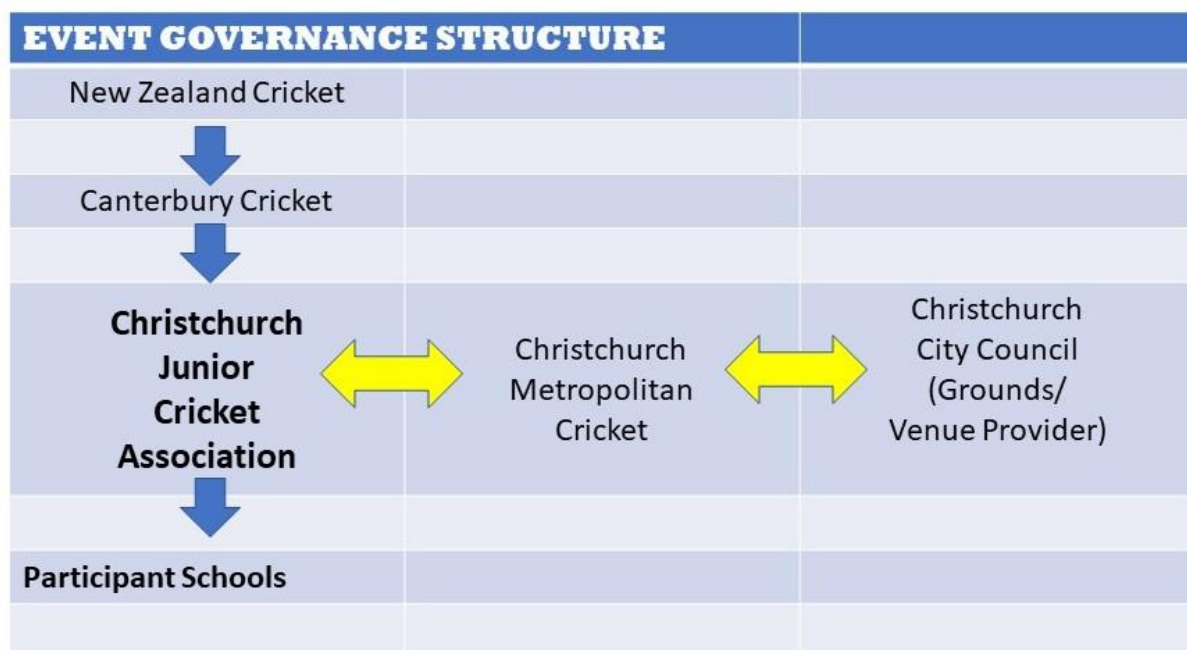 EVENT GOVERNANCE STRUCTURE
New Zealand Cricket
Canterbury Cricket
Christchurch
Junior
Cricket
Association
Christchurch
Metropolitan
Cricket
Christchurch
City Council
(Grounds/
Venue Provider)
Participant Schools